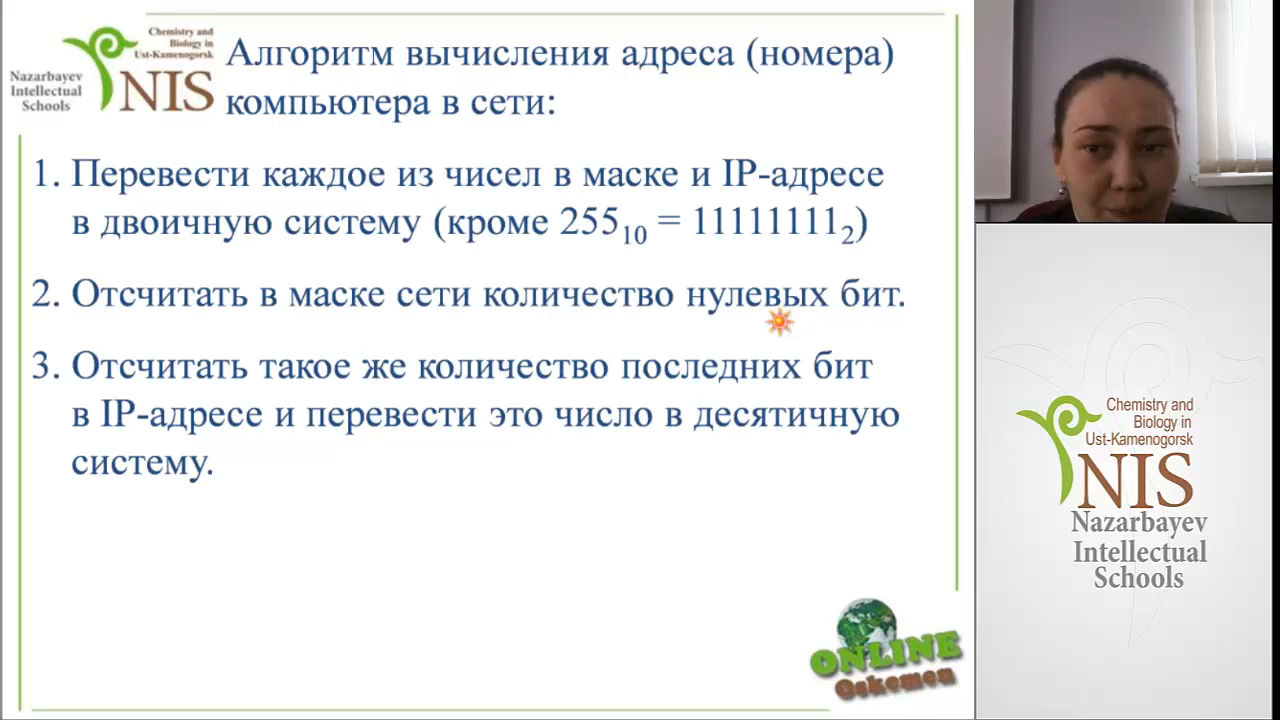 Chemistry and
Biology in
Ust-Kamenogorsk
Nazarbayev
Intellectual
Schools
NIS
Алгоритм вычисления адреса (номера)
компьютера в сети:
1. Перевести каждое из чисел в маске и IP-адресе
в двоичную систему (кроме 255₁₀ = 11111111₂)
2. Отсчитать в маске сети количество нулевых бит.
3. Отсчитать такое же количество последних бит
в IP-адресе и перевести это число в десятичную
систему.
ONLINE
Oskemen
Chemistry and
Biology in
Ust-Kamenogorsk
NIS
Nazarbayev
Intellectual
Schools